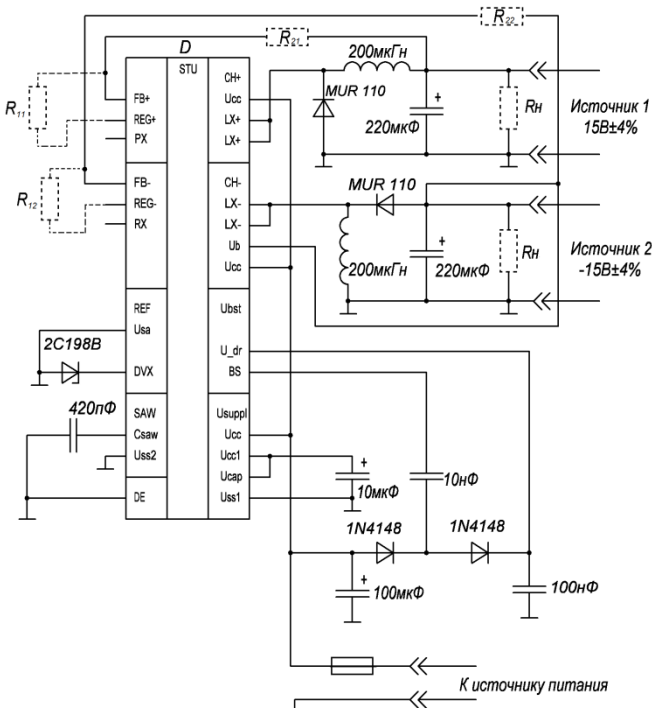 R22
R21
D
200мкГн
STU
CH+
Ucc
LX+
LX+
FB+
REG+
PX
R11
MUR 110
+
220мкФ
Rн
Источник 1
15В±4%
FB-
REG-
RX
R12
CH-
LX-
LX-
Ub
Ucc
MUR 110
200мкГн
+
220мкФ
Rн
Источник 2
-15В±4%
REF
Usa
DVX
Ubst
U_dr
BS
2С198В
420пФ
SAW
Csaw
Uss2
DE
Usuppl
Ucc
Ucc1
Ucap
Uss1
+
10мкФ
10нФ
1N4148
1N4148
+
100мкФ
100нФ
К источнику питания